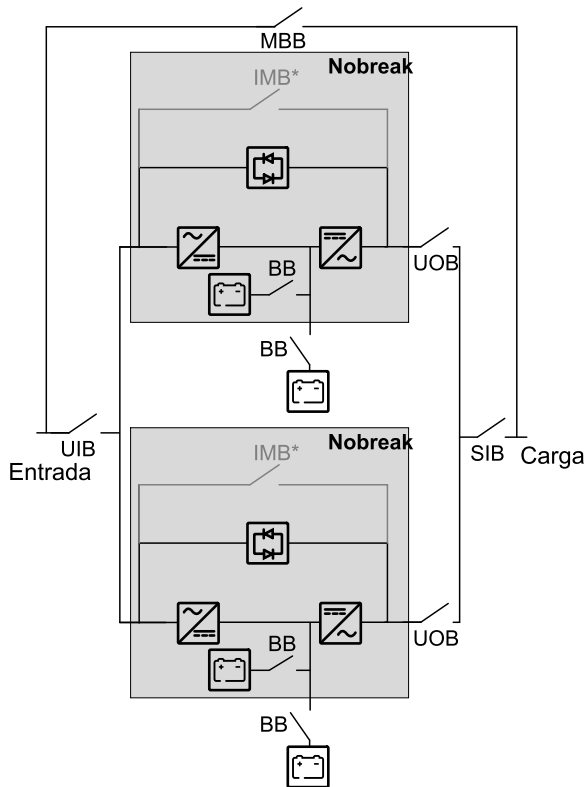 MBB
Nobreak
IMB*
BB
UOB
BB
UIB
Entrada
Nobreak
IMB*
SIB
Carga
BB
UOB
BB